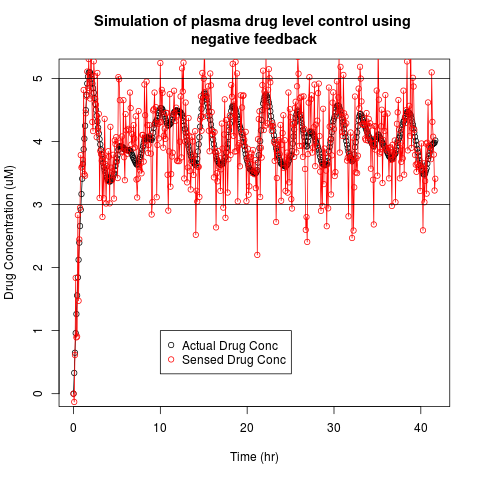 Simulation of plasma drug level control using
negative feedback
Drug Concentration (uM)
5
4
3
2
1
0
Actual Drug Conc
Sensed Drug Conc
0 10 20 30 40
Time (hr)